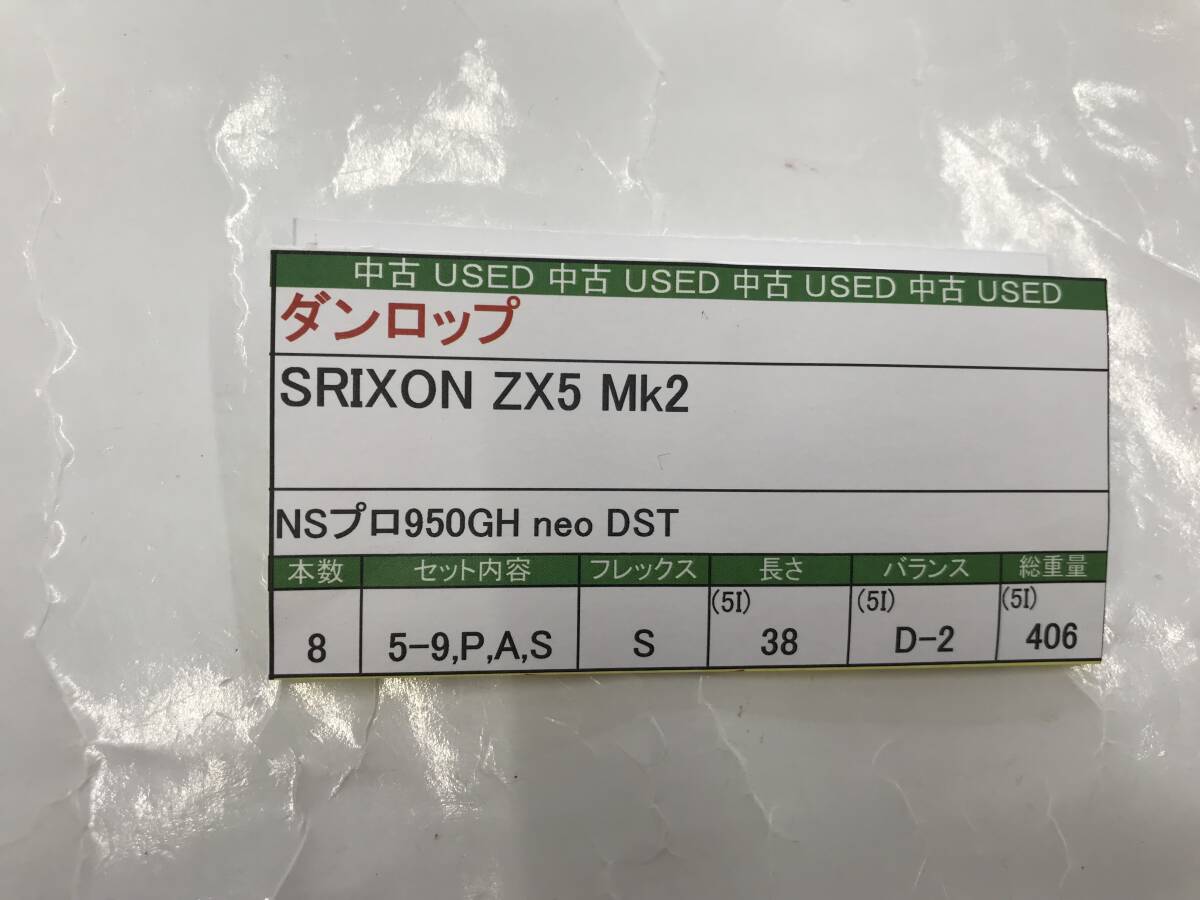 中古 USED 中古 USED 中古 USED 中古 USED
ダンロップ
SRIXON ZX5 Mk2
NSプロ950GH neo DST
本数 セット内容 フレックス 長さ バランス 総重量
(5I) (5I) (5I)
8 5-9,P,A,S S 38 D-2 406